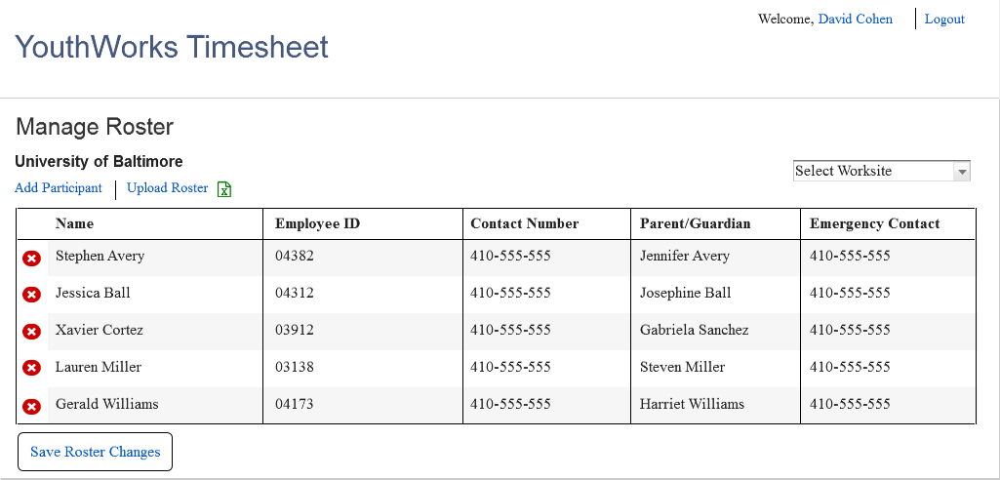 Welcome, David Cohen Logout
YouthWorks Timesheet
Manage Roster
University of Baltimore
Select Worksite
Add Participant Upload Roster
Name Employee ID Contact Number Parent/Guardian Emergency Contact
Stephen Avery 04382 410-555-555 Jennifer Avery 410-555-555
Jessica Ball 04312 410-555-555 Josephine Ball 410-555-555
Xavier Cortez 03912 410-555-555 Gabriela Sanchez 410-555-555
Lauren Miller 03138 410-555-555 Steven Miller 410-555-555
Gerald Williams 04173 410-555-555 Harriet Williams 410-555-555
Save Roster Changes